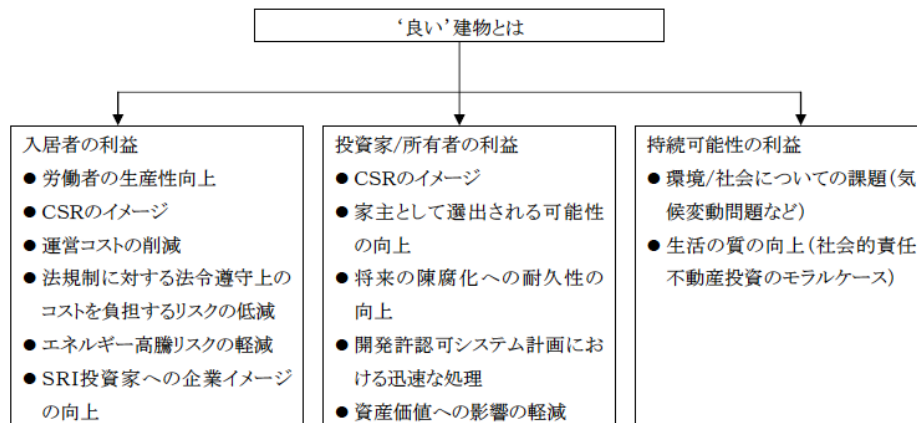 ‘良い’建物とは
入居者の利益
● 労働者の生産性向上
● CSRのイメージ
● 運営コストの削減
● 法規制に対する法令遵守上の
コストを負担するリスクの低減
● エネルギー高騰リスクの軽減
● SRI投資家への企業イメージ
の向上
投資家/所有者の利益
● CSRのイメージ
● 家主として選出される可能性
の向上
● 将来の陳腐化への耐久性の
向上
● 開発許認可システム計画にお
ける迅速な処理
● 資産価値への影響の軽減
持続可能性の利益
● 環境/社会についての課題(気
候変動問題など)
● 生活の質の向上(社会的責任
不動産投資のモラルケース)